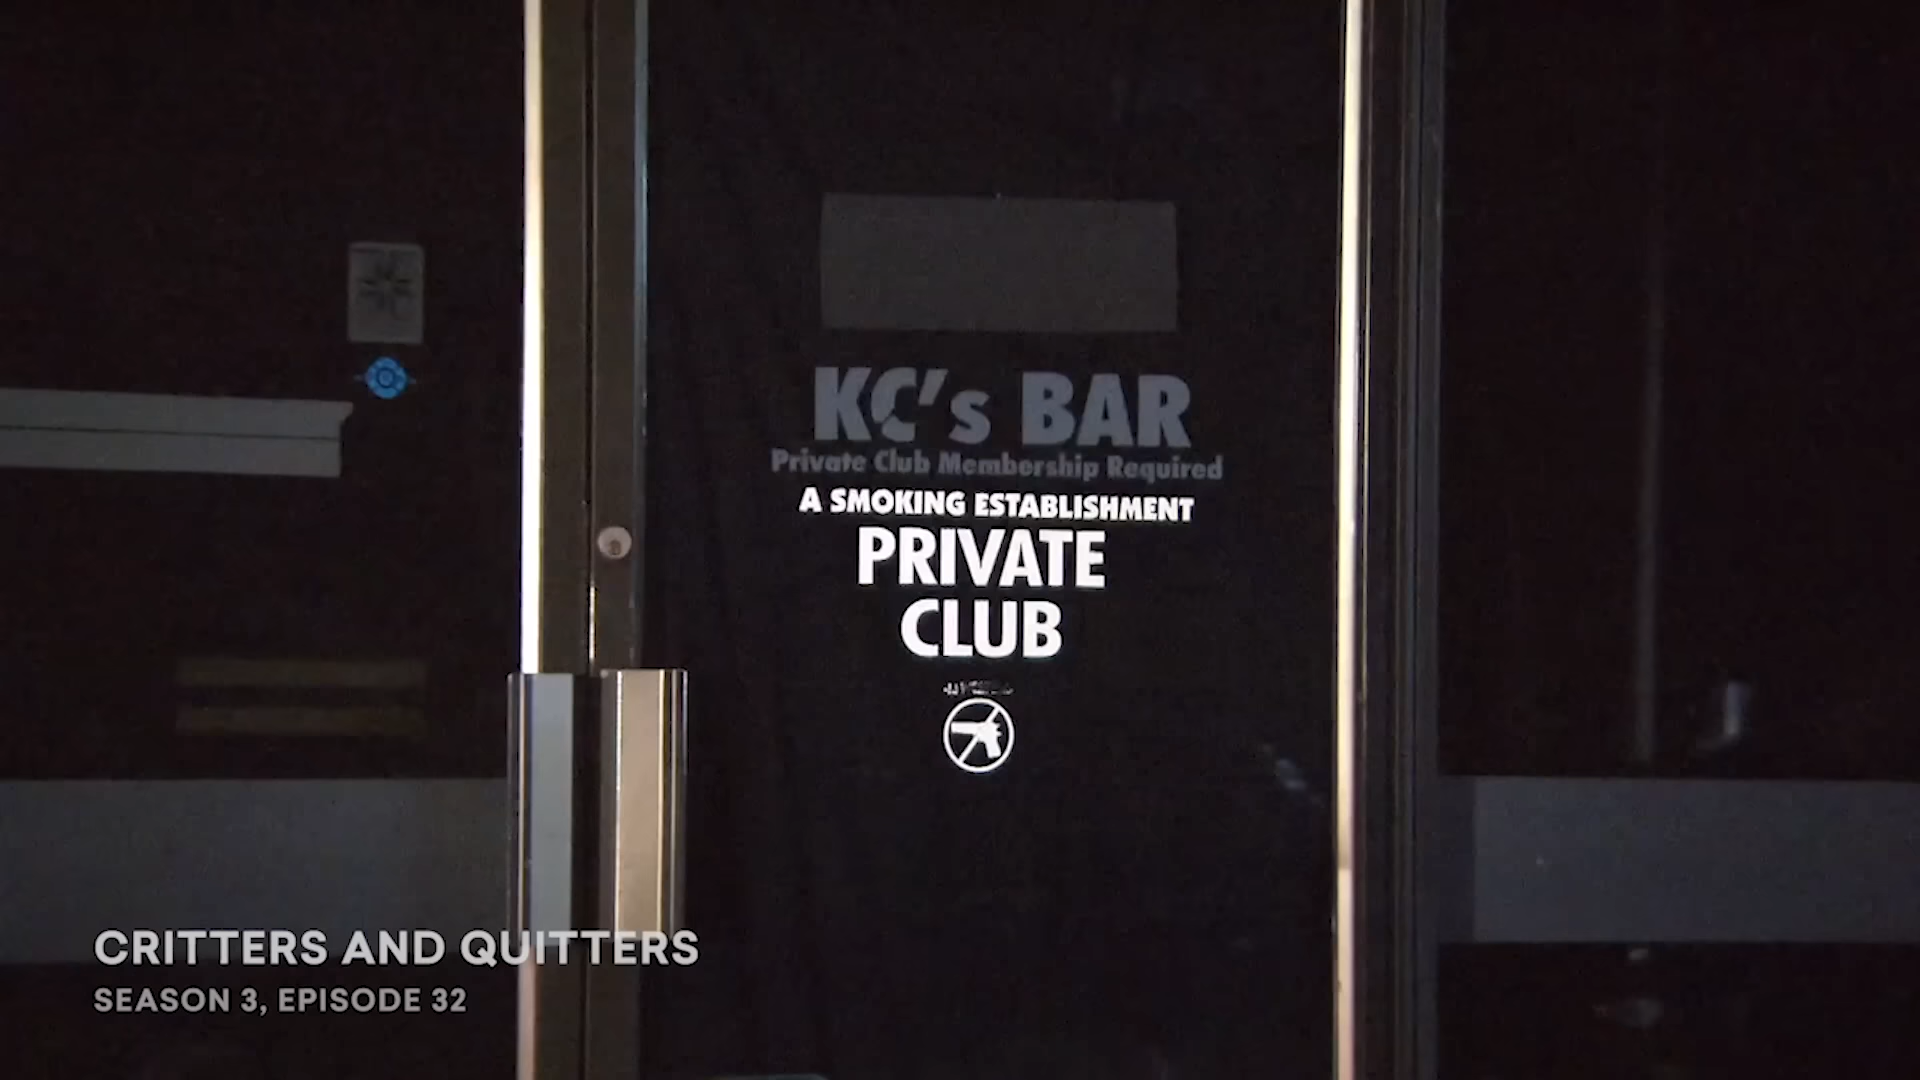 KC's BAR
Private Club Membership Required
A SMOKING ESTABLISHMENT
PRIVATE
CLUB
CRITTERS AND QUITTERS
SEASON 3, EPISODE 32